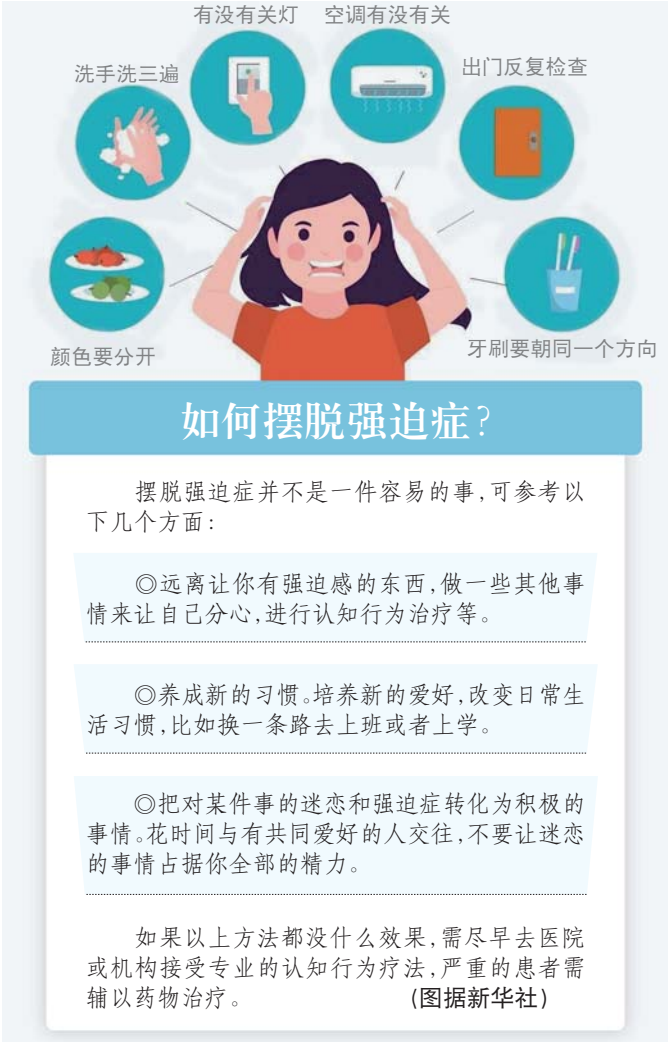 有没有关灯
空调有没有关
洗手洗三遍
出门反复检查
颜色要分开
牙刷要朝同一个方向
如何摆脱强迫症?
摆脱强迫症并不是一件容易的事,可参考以
下几个方面:
◎远离让你有强迫感的东西,做一些其他事
情来让自己分心,进行认知行为治疗等。
◎养成新的习惯。培养新的爱好,改变日常生
活习惯,比如换一条路去上班或者上学。
◎把对某件事的迷恋和强迫症转化为积极的
事情。花时间与有共同爱好的人交往,不要让迷恋
的事情占据你全部的精力。
如果以上方法都没什么效果,需尽早去医院
或机构接受专业的认知行为疗法,严重的患者需
辅以药物治疗。 (图据新华社)